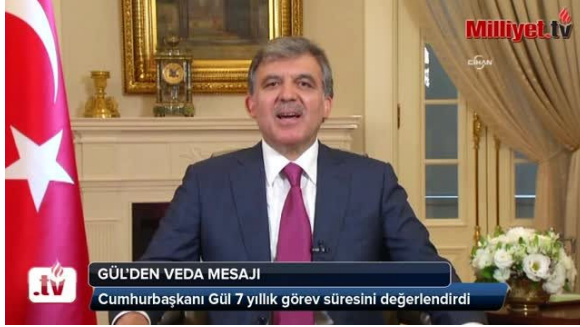 Milliyet.tv
CİHAN
GÜL'DEN VEDA MESAJI
.tv
Cumhurbaşkanı Gül 7 yıllık görev süresini değerlendirdi